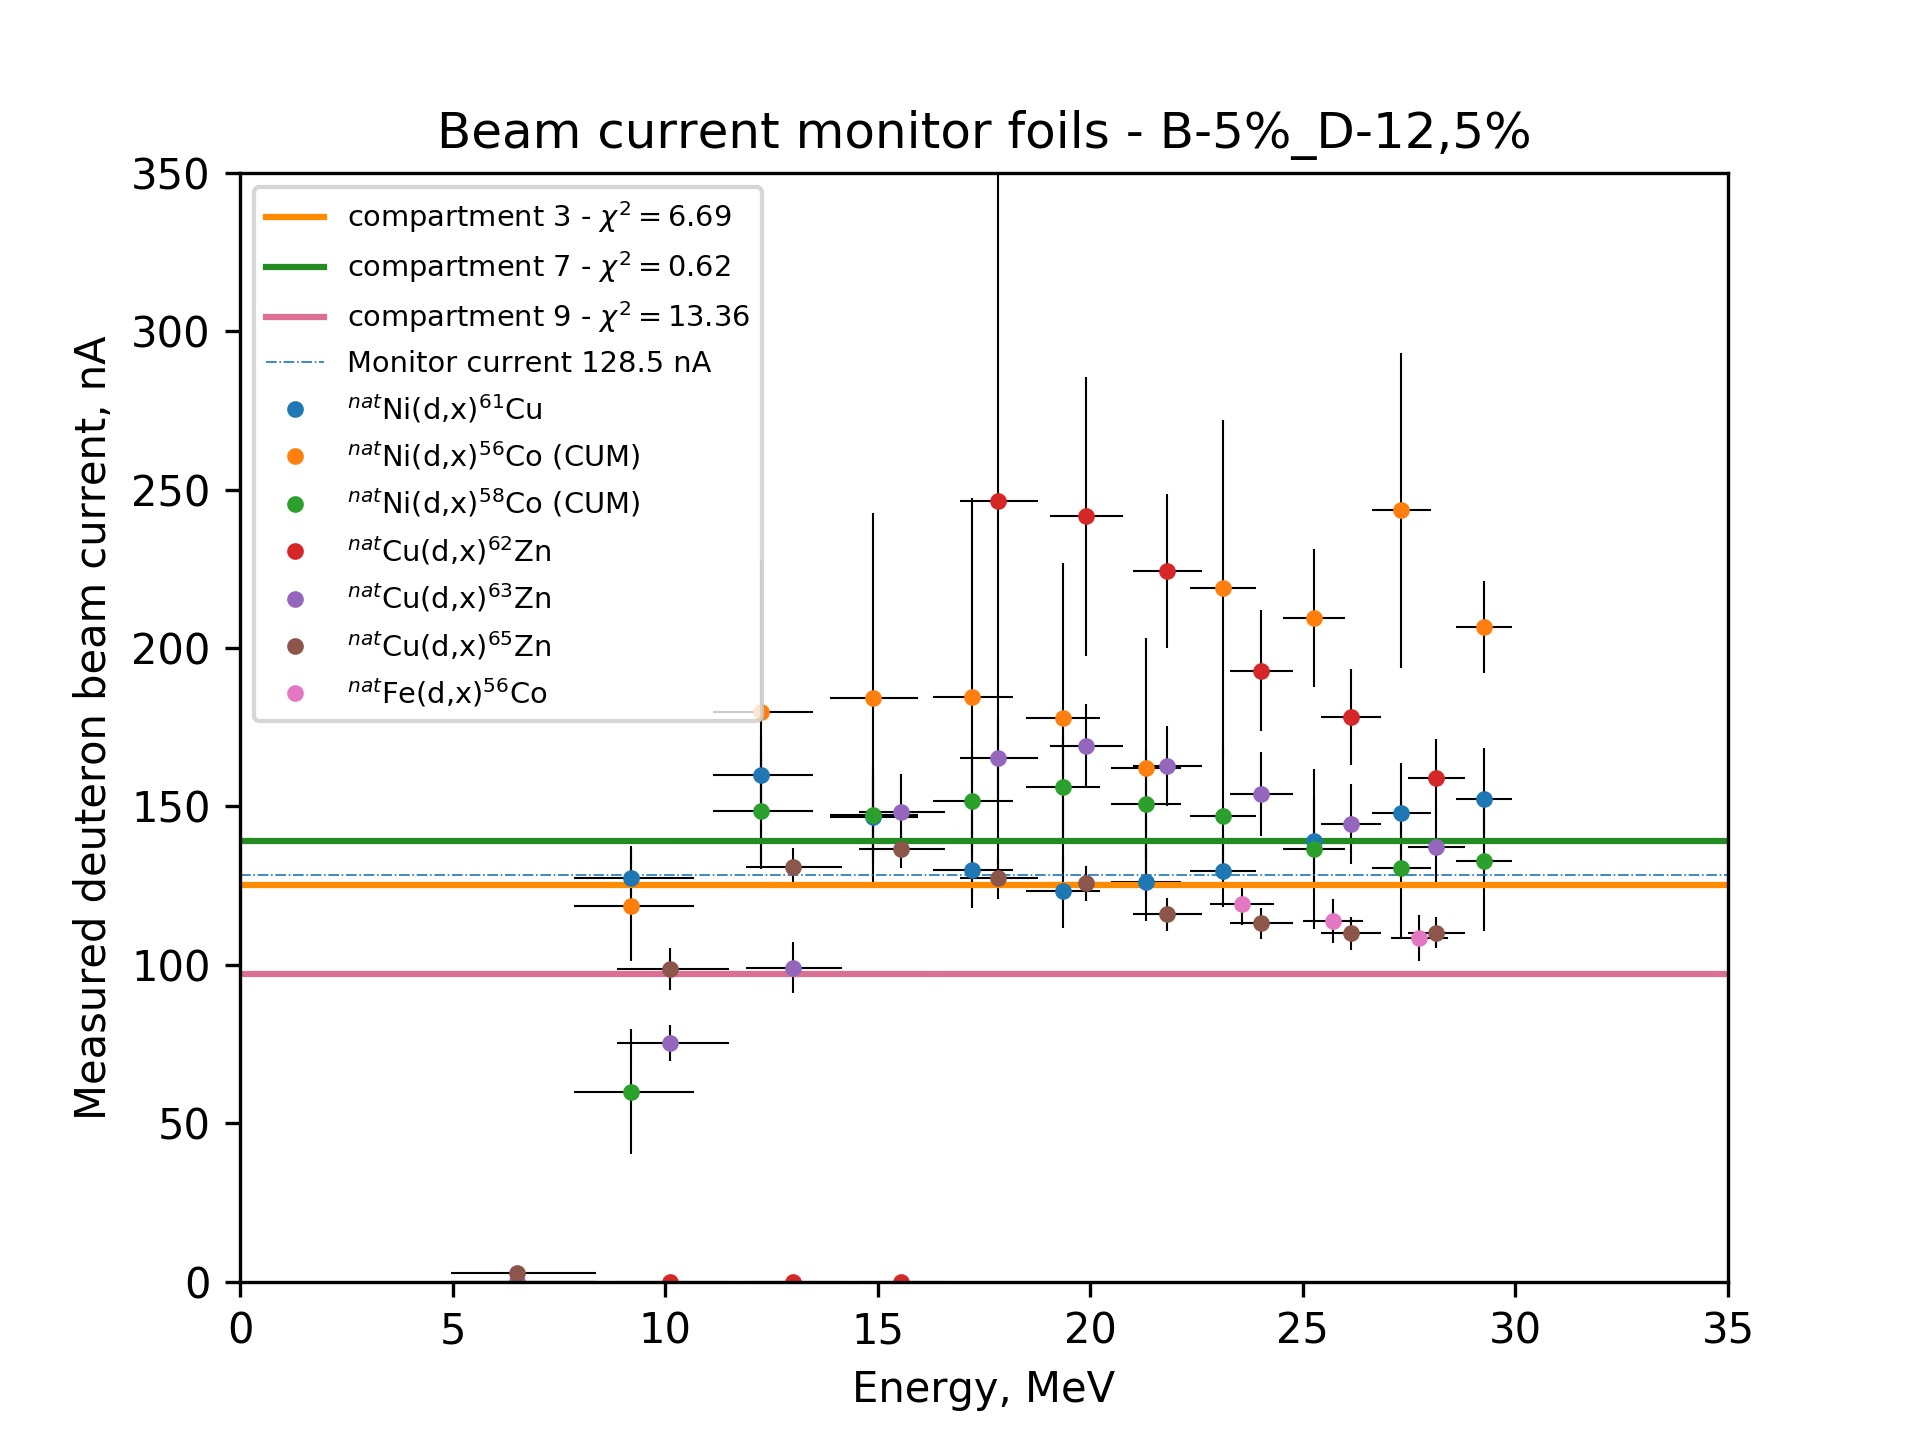 Beam current monitor foils - B-5%_D-12,5%
Measured deuteron beam current, nA
350
300
250
200
150
100
50
0
compartment 3 - χ² = 6.69
compartment 7 - χ² = 0.62
compartment 9 - χ² = 13.36
Monitor current 128.5 nA
ⁿᵃᵗNi(d,x)⁶¹Cu
ⁿᵃᵗNi(d,x)⁵⁶Co (CUM)
ⁿᵃᵗNi(d,x)⁵⁸Co (CUM)
ⁿᵃᵗCu(d,x)⁶²Zn
ⁿᵃᵗCu(d,x)⁶³Zn
ⁿᵃᵗCu(d,x)⁶⁵Zn
ⁿᵃᵗFe(d,x)⁵⁶Co
0 5 10 15 20 25 30 35
Energy, MeV